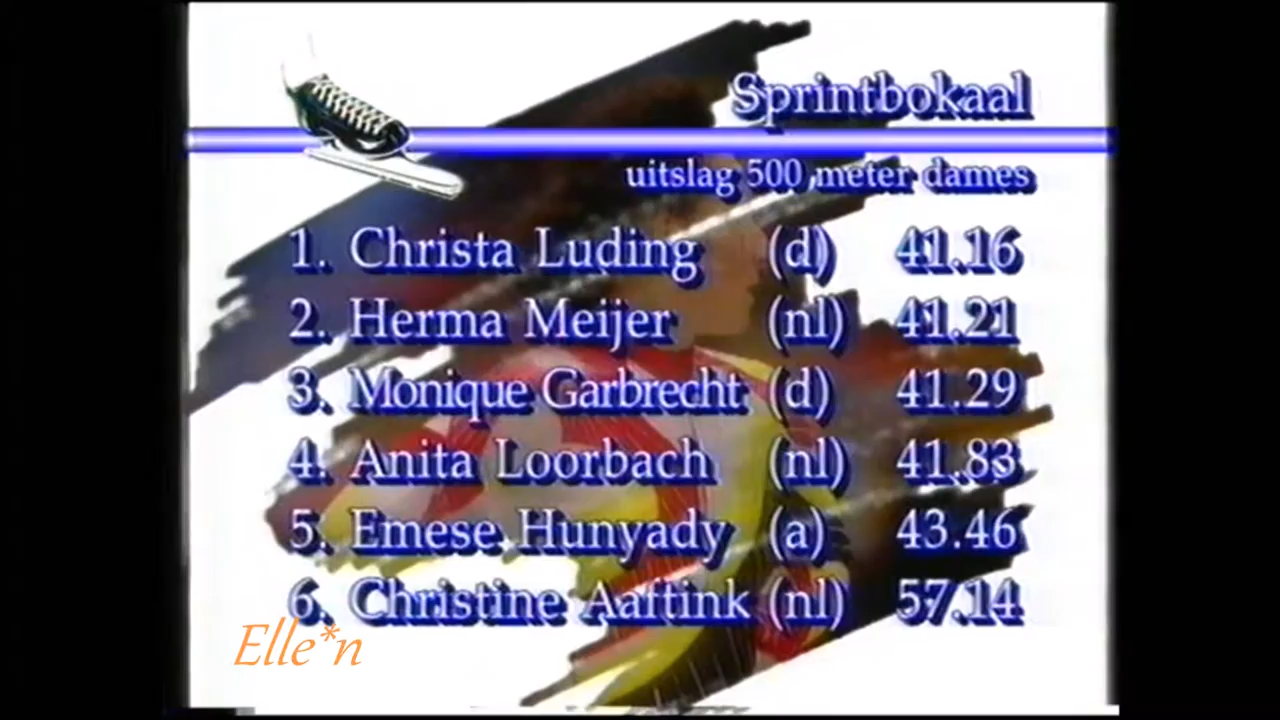 Sprintbokaal
uitslag 500 meter dames
1. Christa Luding (d) 41.16
2. Herma Meijer (nl) 41.21
3. Monique Garbrecht (d) 41.29
4. Anita Loorbach (nl) 41.83
5. Emese Hunyady (a) 43.46
6. Christine Aaftink (nl) 57.14
Elle*n